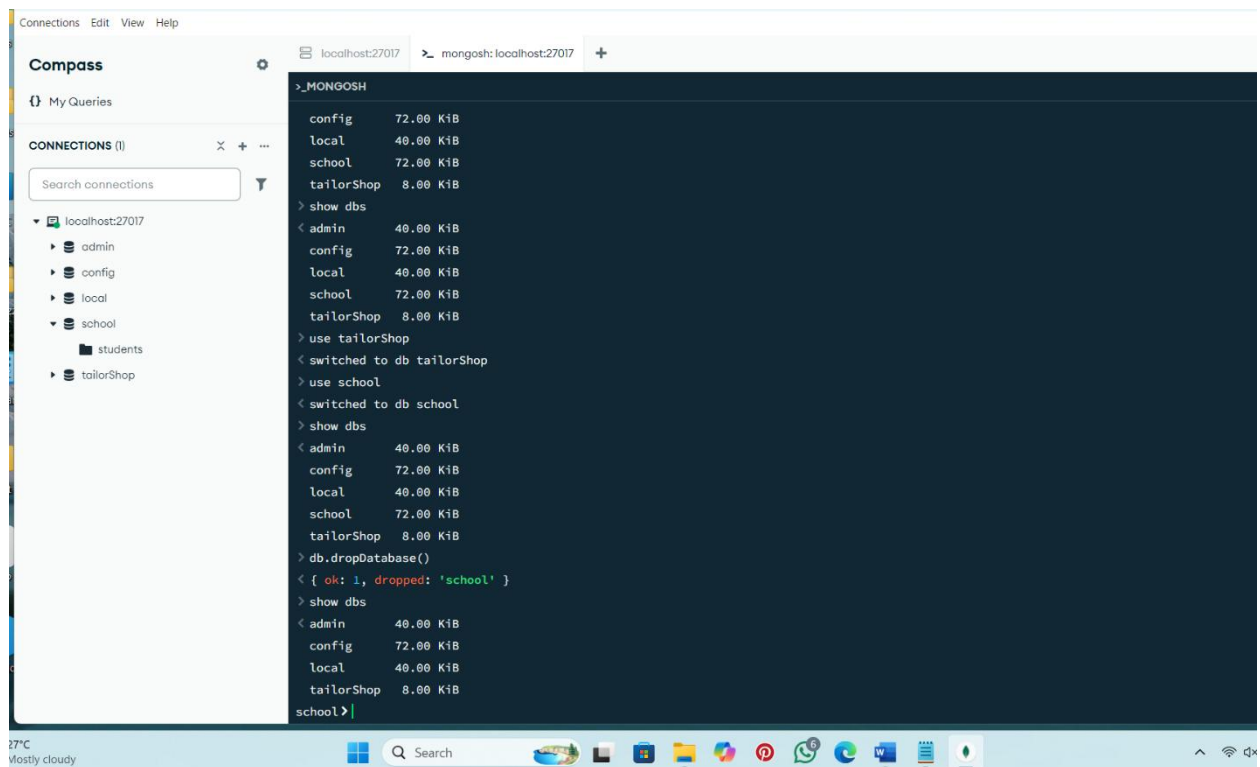 Connections Edit View Help
Compass
{} My Queries
CONNECTIONS (1)
Search connections
localhost:27017
admin
config
local
school
students
tailorShop
localhost:27017
>_ mongosh: localhost:27017 +
>_MONGOSH
config 72.00 KiB
local 40.00 KiB
school 72.00 KiB
tailorShop 8.00 KiB
> show dbs
< admin 40.00 KiB
config 72.00 KiB
local 40.00 KiB
school 72.00 KiB
tailorShop 8.00 KiB
> use tailorShop
< switched to db tailorShop
> use school
< switched to db school
> show dbs
< admin 40.00 KiB
config 72.00 KiB
local 40.00 KiB
school 72.00 KiB
tailorShop 8.00 KiB
> db.dropDatabase()
< { ok: 1, dropped: 'school' }
> show dbs
< admin 40.00 KiB
config 72.00 KiB
local 40.00 KiB
tailorShop 8.00 KiB
school>
27°C
Mostly cloudy
Search
6